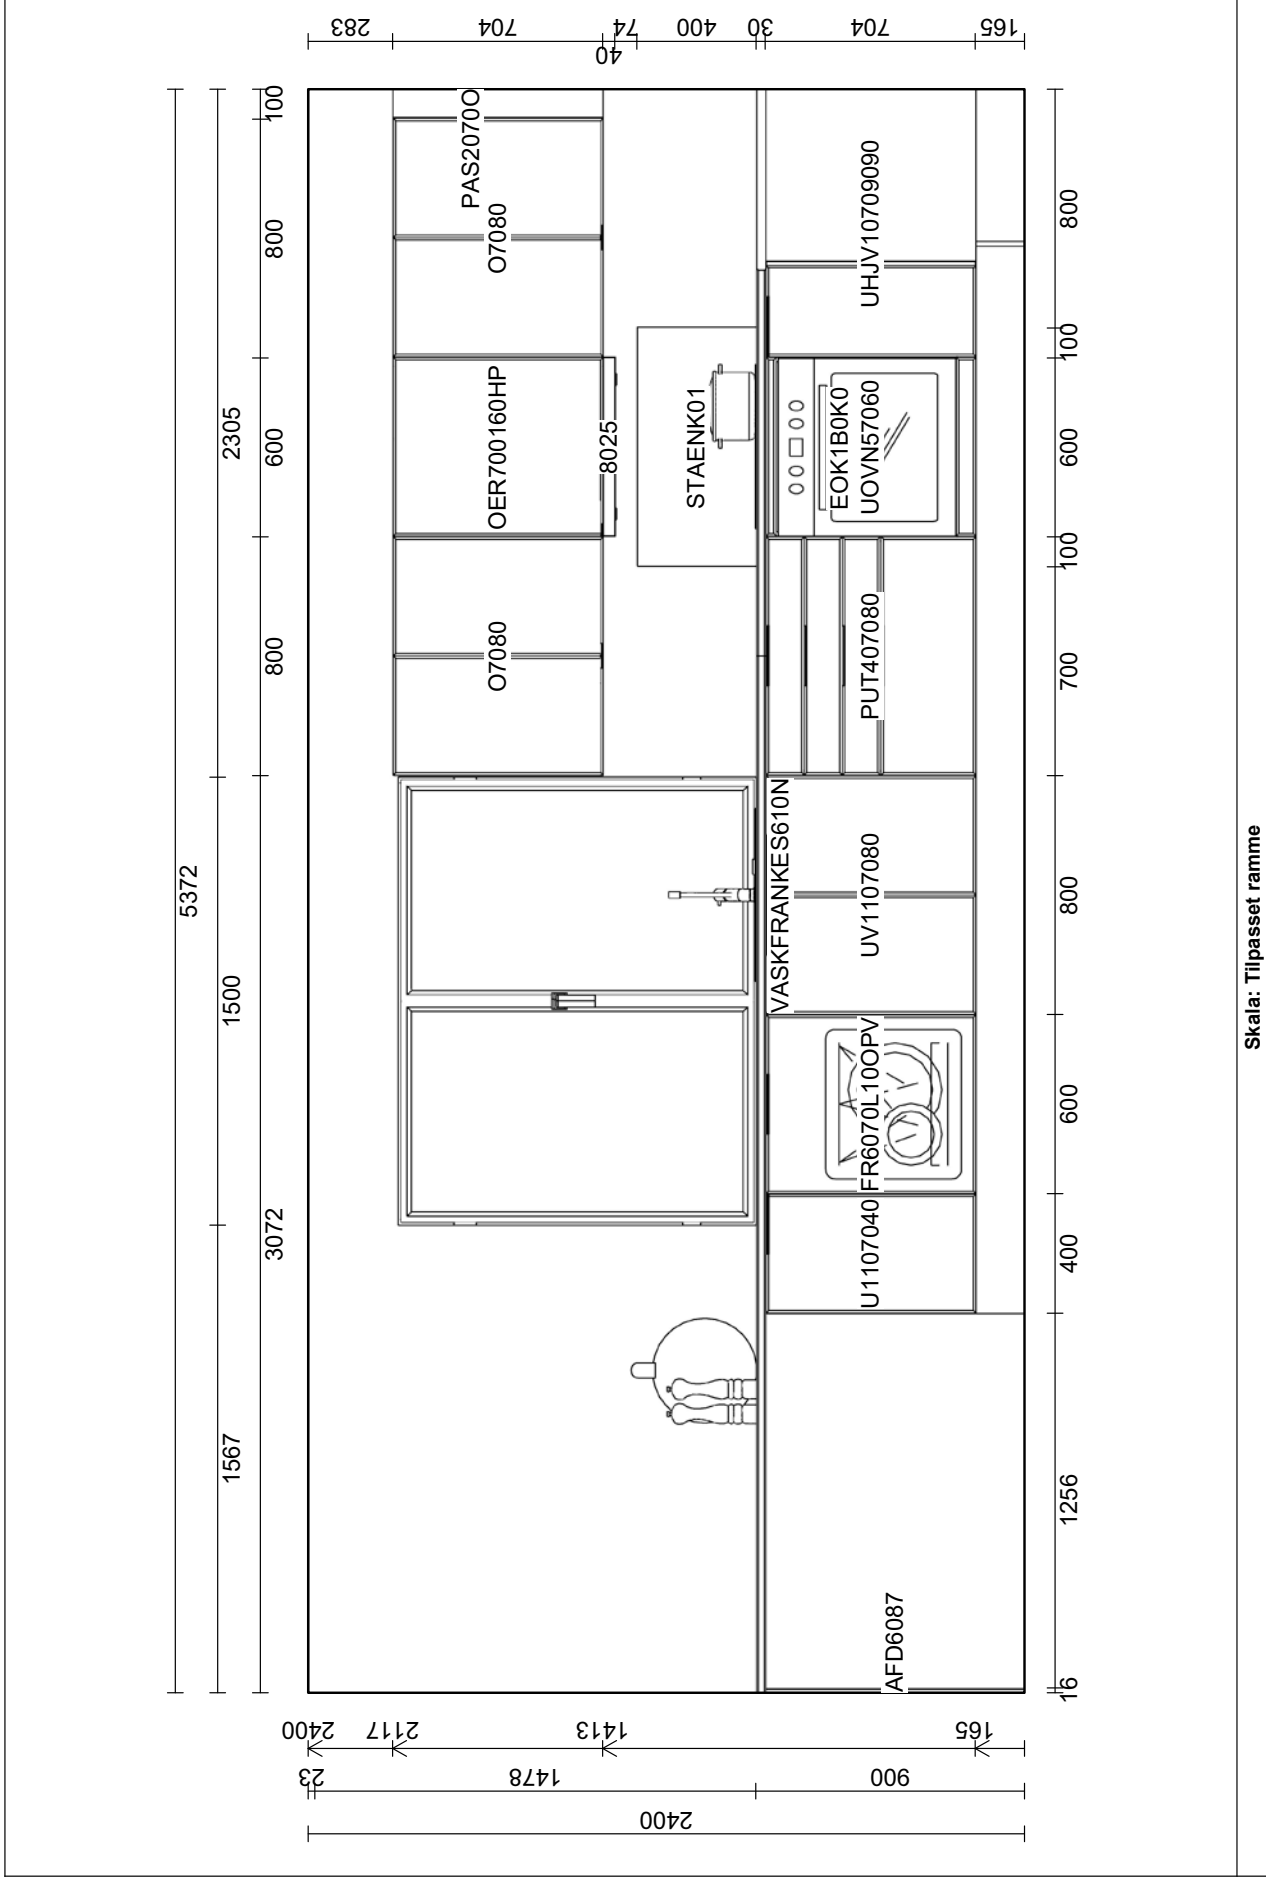 5372
1567 1500 2305
3072 800 600 800 100
2400
23
1478
900
2400
2117
1413
165
283
704
40
74
400
30
704
165
PAS2070O
O7080
OER700160HP
O7080
8025
STAENK01
VASKFRANKES610N
EOK1B0K0
AFD6087
U1107040
FR6070L10OPV
UV1107080
PUT407080
UOVN57060
UHJV10709090
16 1256 400 600 800 700 100 600 100 800
Skala: Tilpasset ramme